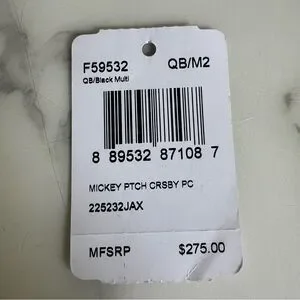 F59532 QB/M2
QB/Black Multi
8 89532 87108 7
MICKEY PTCH CRSBY PC
225232JAX
MFSRP $275.00